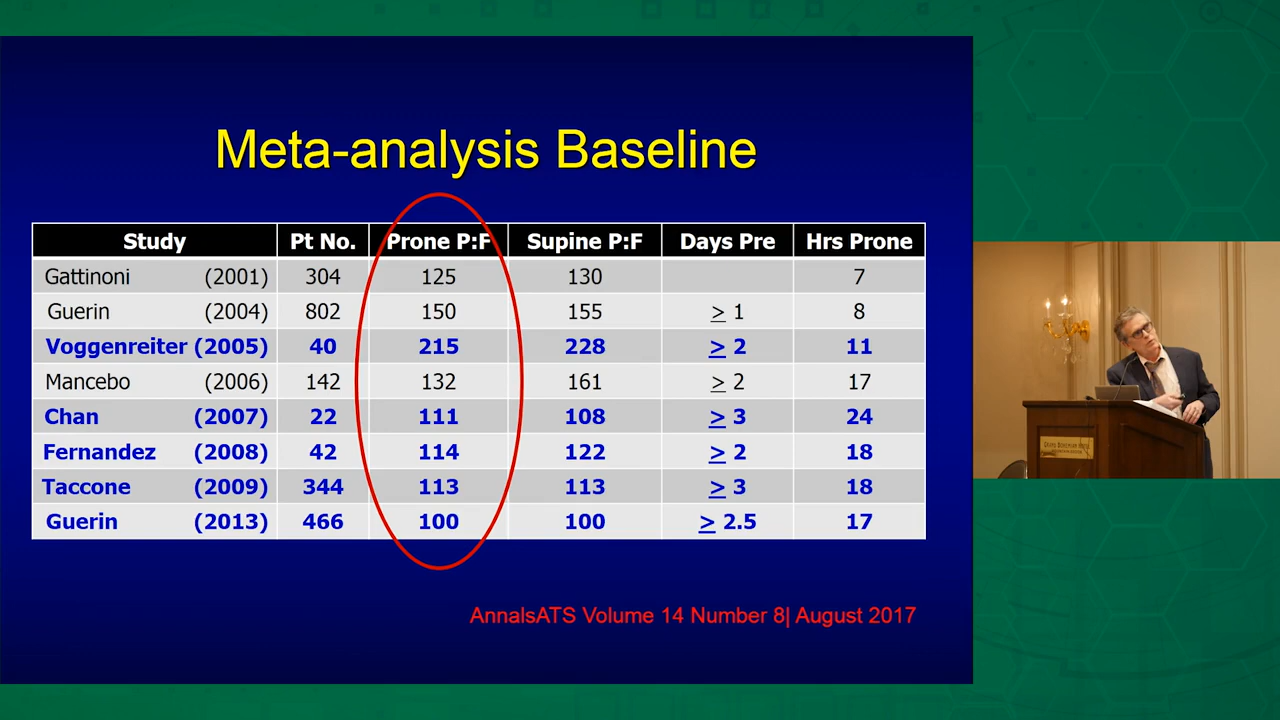 Meta-analysis Baseline
Study Pt No. Prone P:F Supine P:F Days Pre Hrs Prone
Gattinoni (2001) 304 125 130 7
Guerin (2004) 802 150 155 > 1 8
Voggenreiter (2005) 40 215 228 > 2 11
Mancebo (2006) 142 132 161 > 2 17
Chan (2007) 22 111 108 > 3 24
Fernandez (2008) 42 114 122 > 2 18
Taccone (2009) 344 113 113 > 3 18
Guerin (2013) 466 100 100 > 2.5 17
AnnalsATS Volume 14 Number 8| August 2017